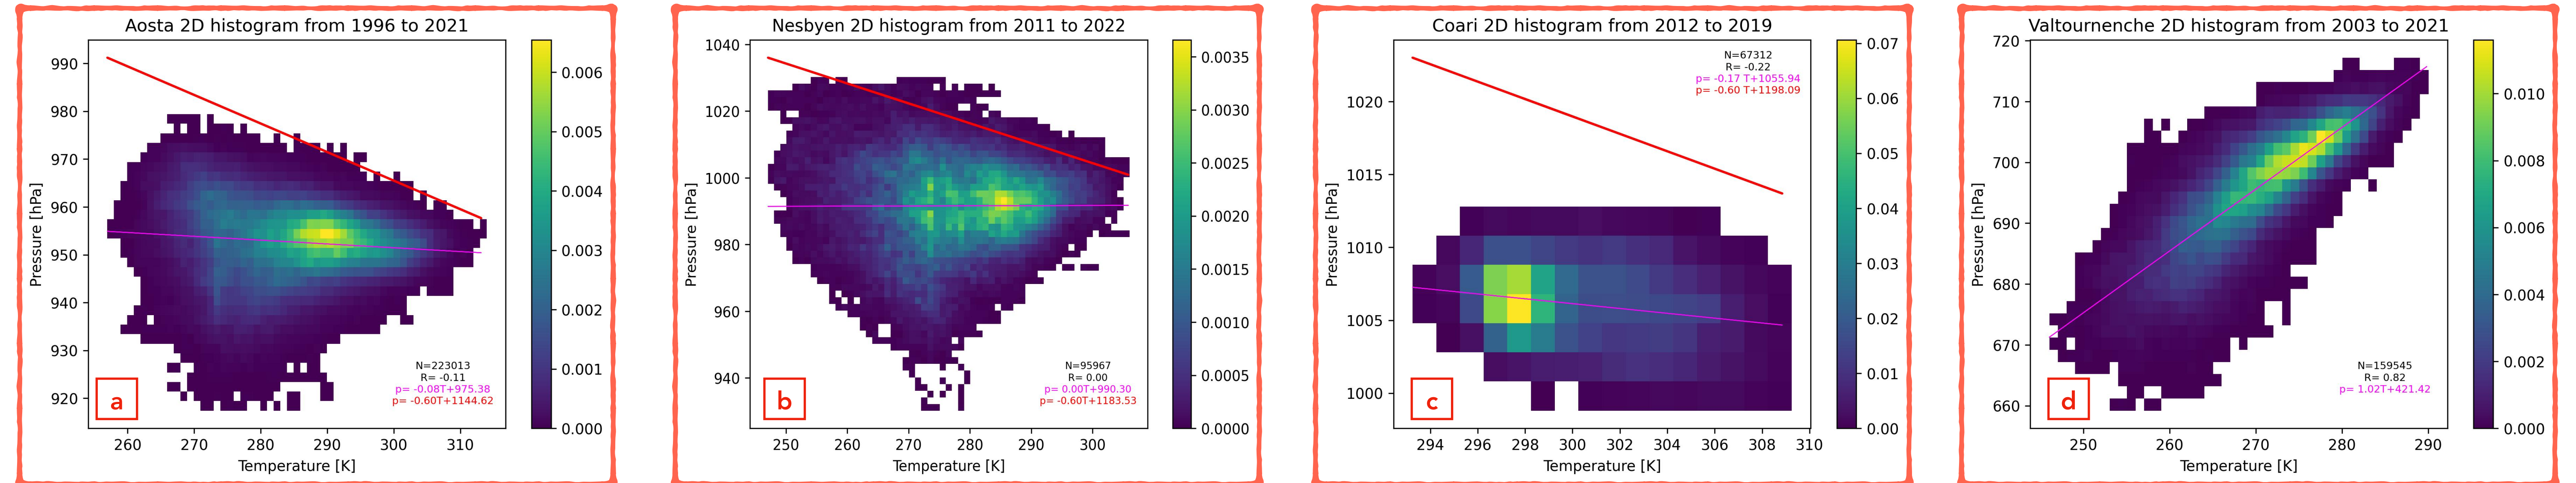 Aosta 2D histogram from 1996 to 2021
990
980
970
960
950
940
930
920
Pressure [hPa]
260 270 280 290 300 310
Temperature [K]
N=223013
R= -0.11
p= -0.08T+975.38
p= -0.60T+1144.62
a
0.006
0.005
0.004
0.003
0.002
0.001
0.000
Nesbyen 2D histogram from 2011 to 2022
1040
1020
1000
980
960
940
Pressure [hPa]
250 260 270 280 290 300
Temperature [K]
N=95967
R= 0.00
p= 0.00T+990.30
p= -0.60T+1183.53
b
0.0035
0.0030
0.0025
0.0020
0.0015
0.0010
0.0005
0.0000
Coari 2D histogram from 2012 to 2019
1020
1015
1010
1005
1000
Pressure [hPa]
294 296 298 300 302 304 306 308 310
Temperature [K]
N=67312
R= -0.22
p= -0.17 T+1055.94
p= -0.60 T+1198.09
c
0.07
0.06
0.05
0.04
0.03
0.02
0.01
0.00
Valtournenche 2D histogram from 2003 to 2021
720
710
700
690
680
670
660
Pressure [hPa]
250 260 270 280 290
Temperature [K]
N=159545
R= 0.82
p= 1.02T+421.42
d
0.010
0.008
0.006
0.004
0.002
0.000